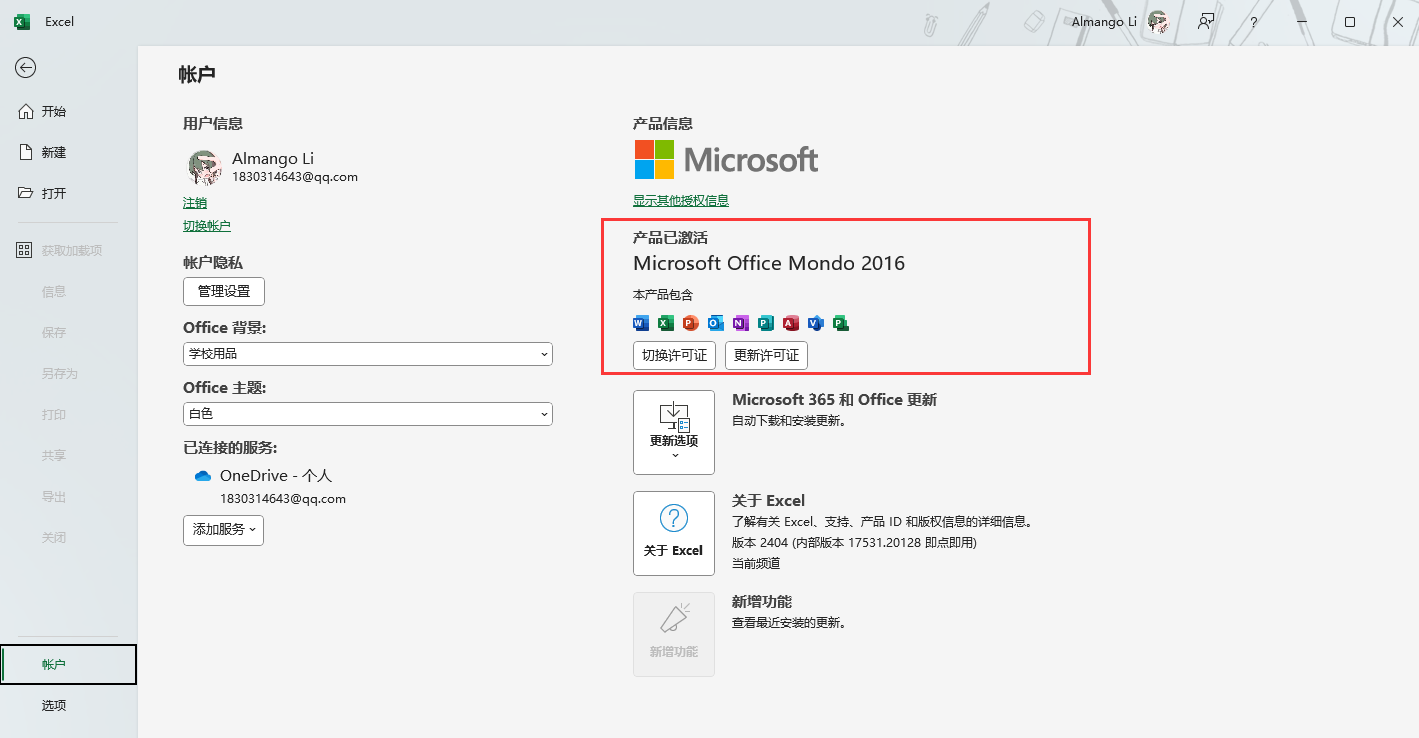 Excel
Almango Li
?
开始
新建
打开
获取加载项
信息
保存
另存为
打印
共享
导出
关闭
帐户
选项
帐户
用户信息
Almango Li
1830314643@qq.com
注销
切换帐户
帐户隐私
管理设置
Office 背景:
学校用品
Office 主题:
白色
已连接的服务:
OneDrive - 个人
1830314643@qq.com
添加服务
产品信息
Microsoft
显示其他授权信息
产品已激活
Microsoft Office Mondo 2016
本产品包含
W X P O N P A V P
切换许可证 更新许可证
更新选项
Microsoft 365 和 Office 更新
自动下载和安装更新。
关于 Excel
关于 Excel
了解有关 Excel、支持、产品 ID 和版权信息的详细信息。
版本 2404 (内部版本 17531.20128 即点即用)
当前频道
新增功能
新增功能
查看最近安装的更新。